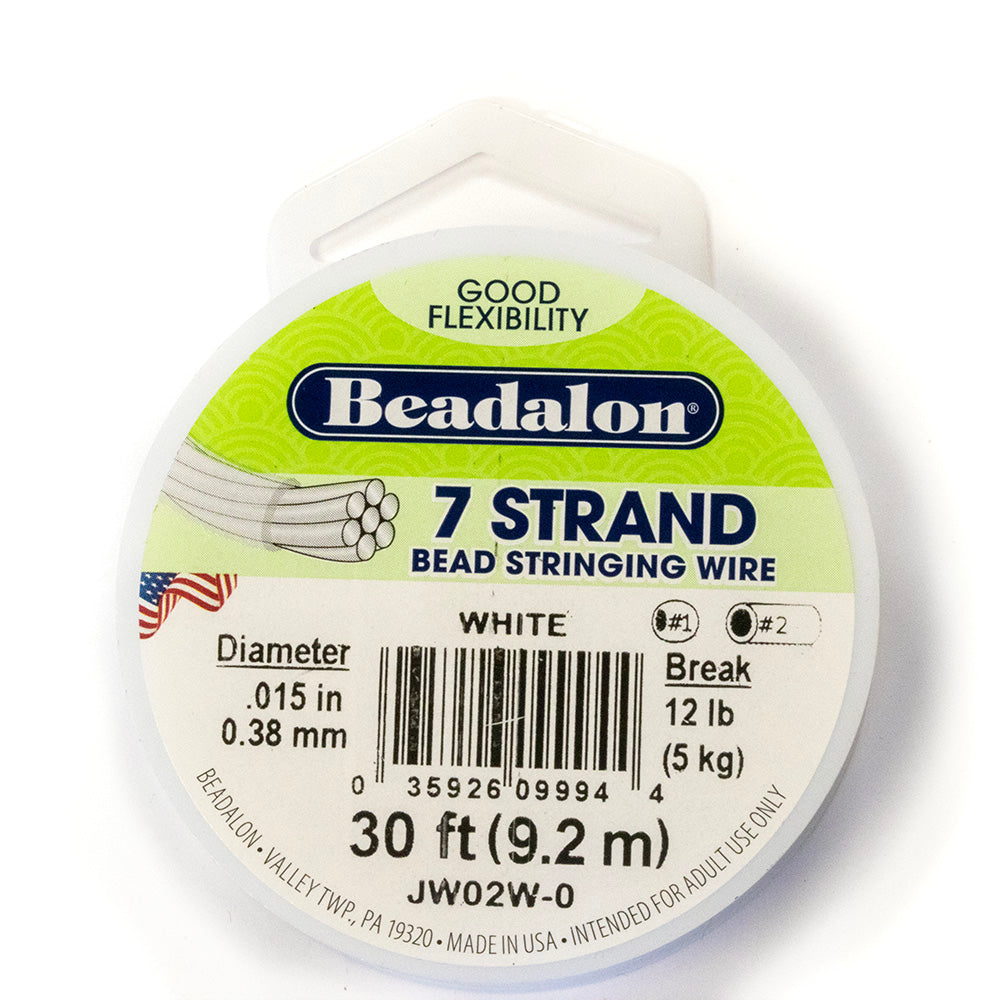 GOOD
FLEXIBILITY
Beadalon®
7 STRAND
BEAD STRINGING WIRE
WHITE
#1
#2
Diameter
.015 in
0.38 mm
Break
12 lb
(5 kg)
0 35926 09994 4
30 ft (9.2 m)
JW02W-0
BEADALON • VALLEY TWP., PA 19320 • MADE IN USA • INTENDED FOR ADULT USE ONLY